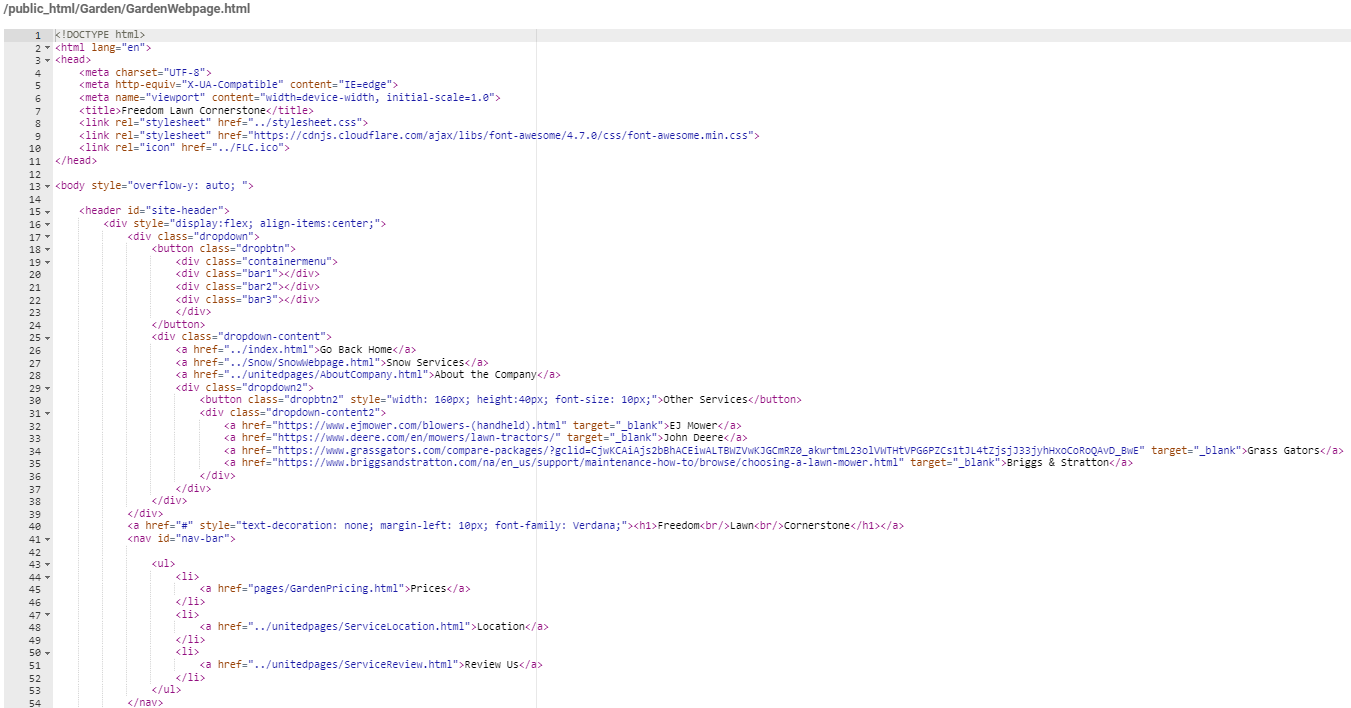 /public_html/Garden/GardenWebpage.html
1 <!DOCTYPE html>
2 <html lang="en">
3 <head>
4 <meta charset="UTF-8">
5 <meta http-equiv="X-UA-Compatible" content="IE=edge">
6 <meta name="viewport" content="width=device-width, initial-scale=1.0">
7 <title>Freedom Lawn Cornerstone</title>
8 <link rel="stylesheet" href="../stylesheet.css">
9 <link rel="stylesheet" href="https://cdnjs.cloudflare.com/ajax/libs/font-awesome/4.7.0/css/font-awesome.min.css">
10 <link rel="icon" href="../FLC.ico">
11 </head>
12
13 <body style="overflow-y: auto; ">
14
15 <header id="site-header">
16 <div style="display:flex; align-items:center;">
17 <div class="dropdown">
18 <button class="dropbtn">
19 <div class="containermenu">
20 <div class="bar1"></div>
21 <div class="bar2"></div>
22 <div class="bar3"></div>
23 </div>
24 </button>
25 <div class="dropdown-content">
26 <a href="../index.html">Go Back Home</a>
27 <a href="../Snow/SnowWebpage.html">Snow Services</a>
28 <a href="../unitedpages/AboutCompany.html">About the Company</a>
29 <div class="dropdown2">
30 <button class="dropbtn2" style="width: 160px; height:40px; font-size: 10px;">Other Services</button>
31 <div class="dropdown-content2">
32 <a href="https://www.ejmower.com/blowers-(handheld).html" target="_blank">EJ Mower</a>
33 <a href="https://www.deere.com/en/mowers/lawn-tractors/" target="_blank">John Deere</a>
34 <a href="https://www.grassgators.com/compare-packages/?gclid=CjwKCAiAjs2bBhACEiwALTBWZVwKJGCmRZ0_akwrtmL23olVWTHtVPG6PZCs1tJL4tZjsjJ33jyhHxoCoRoQAvD_BwE" target="_blank">Grass Gators</a>
35 <a href="https://www.briggsandstratton.com/na/en_us/support/maintenance-how-to/browse/choosing-a-lawn-mower.html" target="_blank">Briggs & Stratton</a>
36 </div>
37 </div>
38 </div>
39 </div>
40 <a href="#" style="text-decoration: none; margin-left: 10px; font-family: Verdana;"><h1>Freedom<br/>Lawn<br/>Cornerstone</h1></a>
41 <nav id="nav-bar">
42
43 <ul>
44 <li>
45 <a href="pages/GardenPricing.html">Prices</a>
46 </li>
47 <li>
48 <a href="../unitedpages/ServiceLocation.html">Location</a>
49 </li>
50 <li>
51 <a href="../unitedpages/ServiceReview.html">Review Us</a>
52 </li>
53 </ul>
54 </nav>